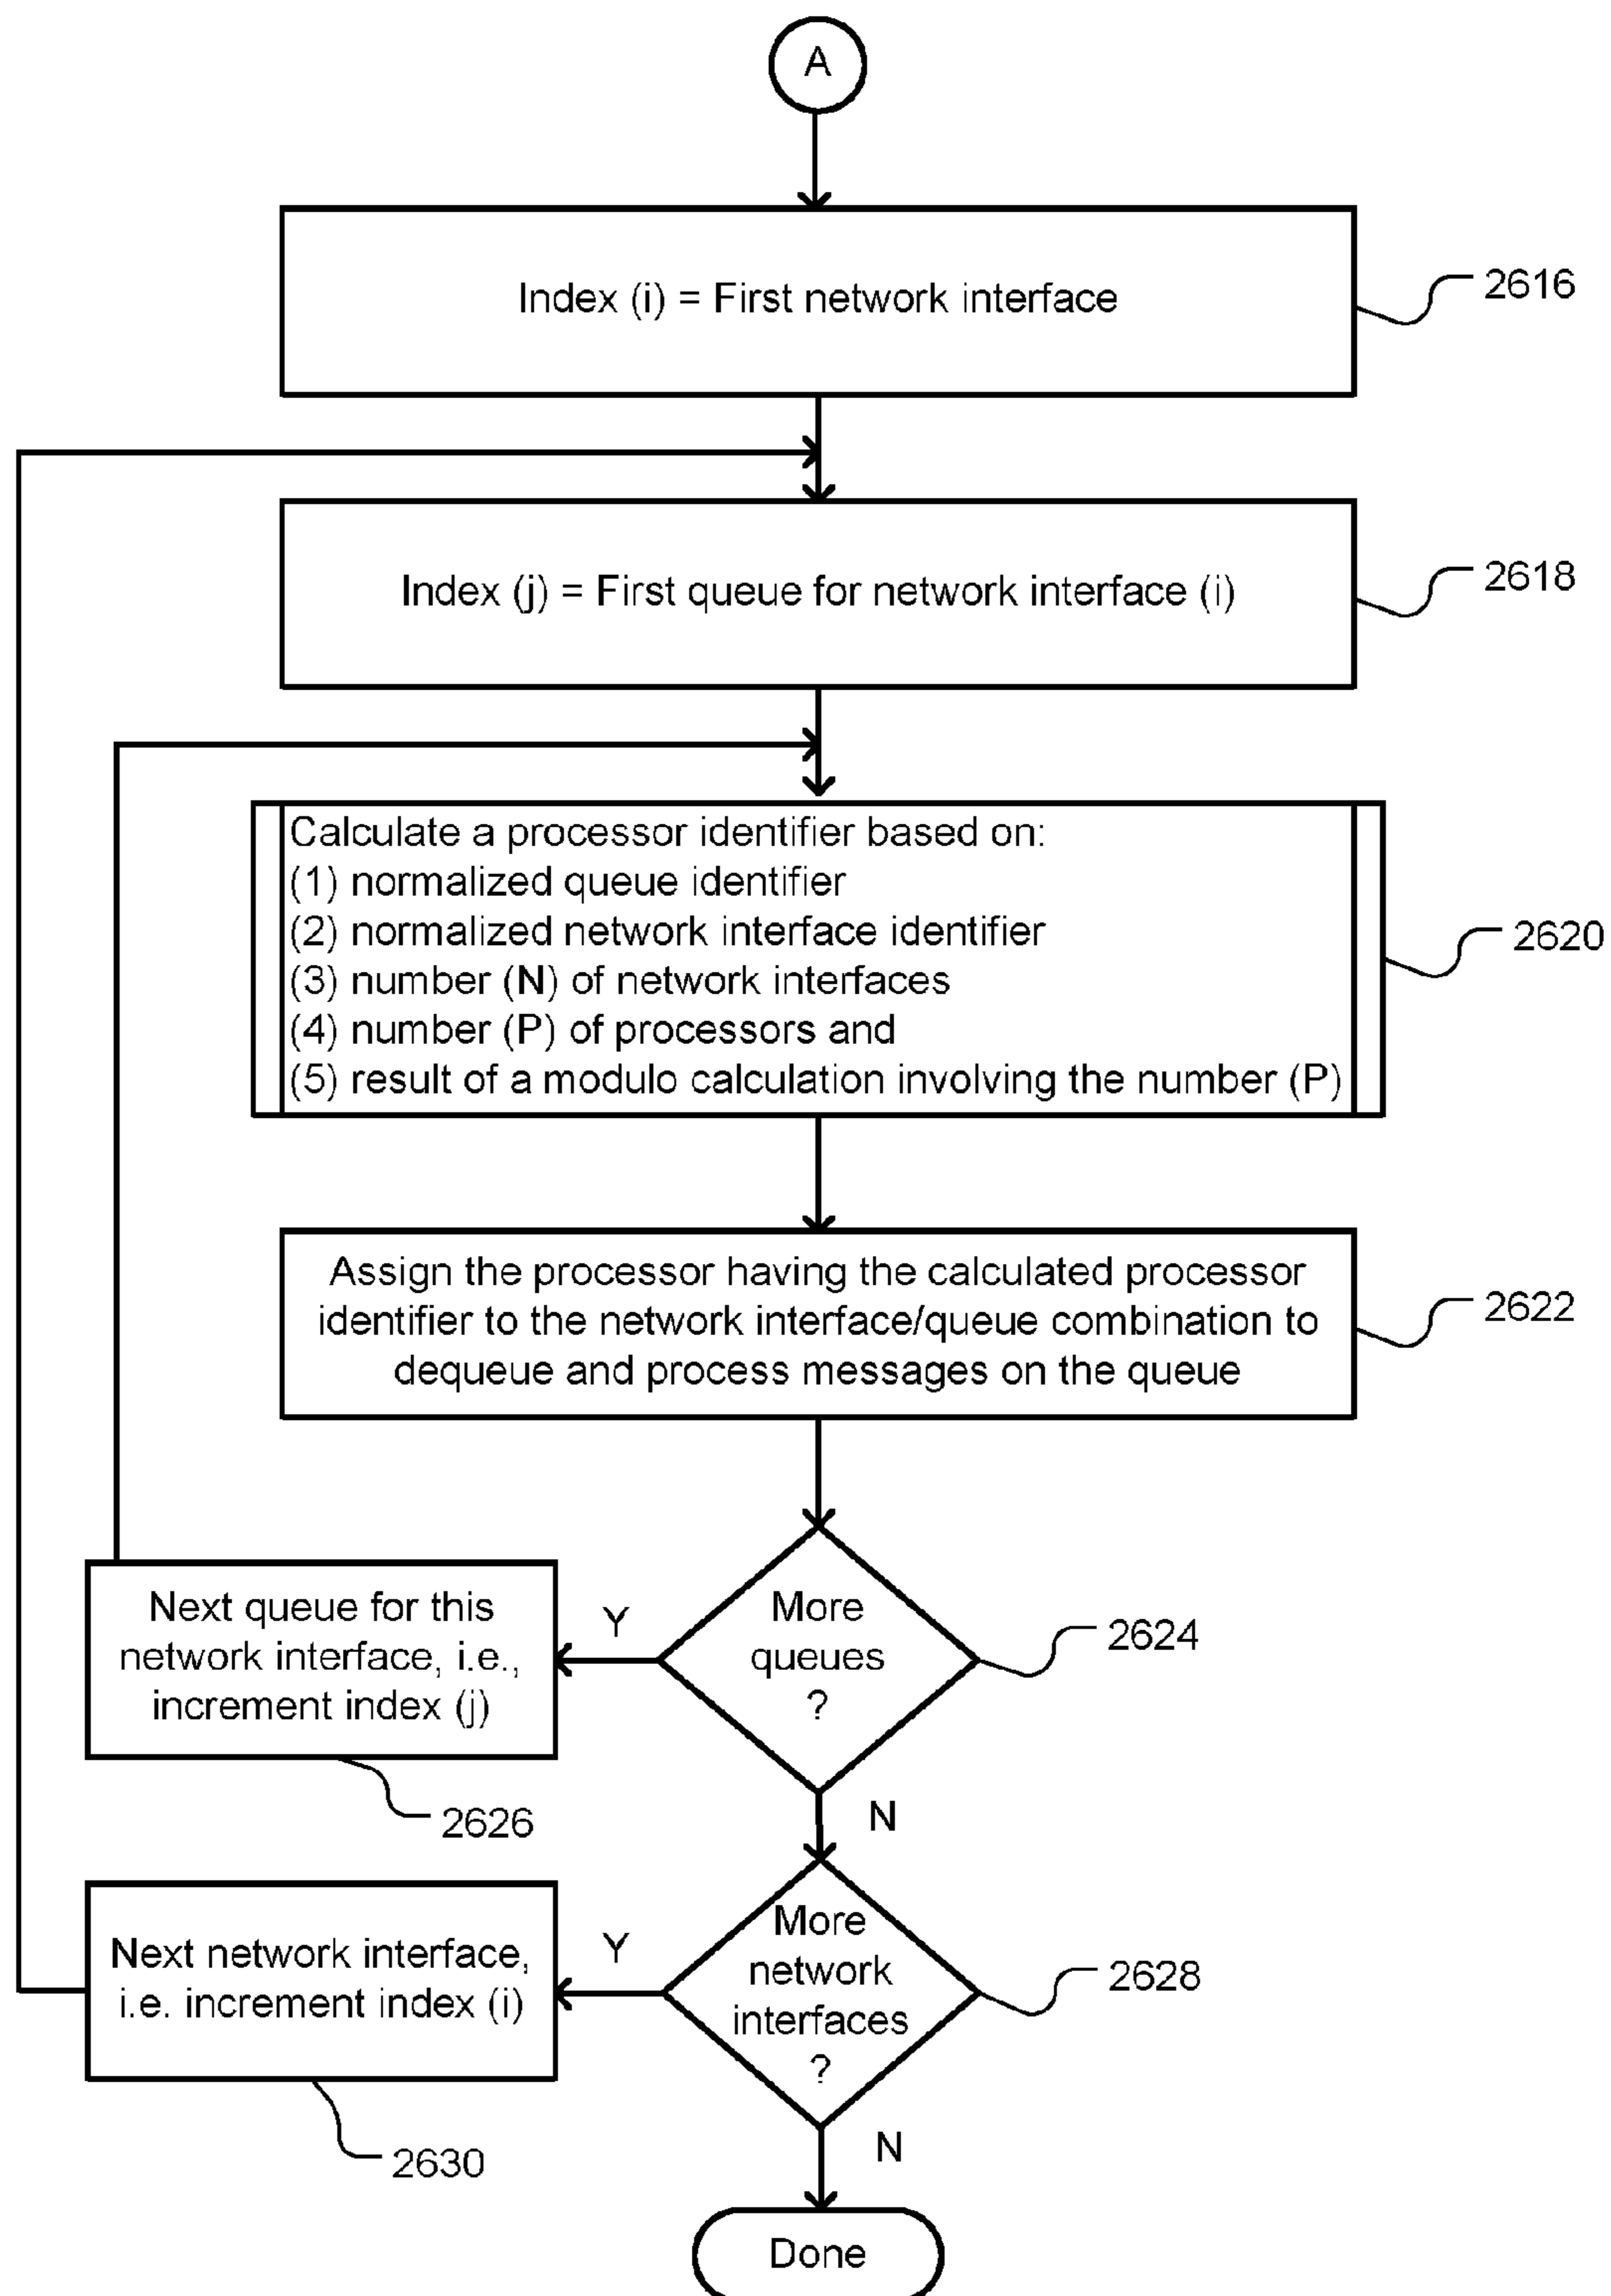 A
Index (i) = First network interface
2616
Index (j) = First queue for network interface (i)
2618
Calculate a processor identifier based on:
(1) normalized queue identifier
(2) normalized network interface identifier
(3) number (N) of network interfaces
(4) number (P) of processors and
(5) result of a modulo calculation involving the number (P)
2620
Assign the processor having the calculated processor
identifier to the network interface/queue combination to
dequeue and process messages on the queue
2622
More
queues
?
2624
Y
Next queue for this
network interface, i.e.,
increment index (j)
2626
N
More
network
interfaces
?
2628
Y
Next network interface,
i.e. increment index (i)
2630
N
Done